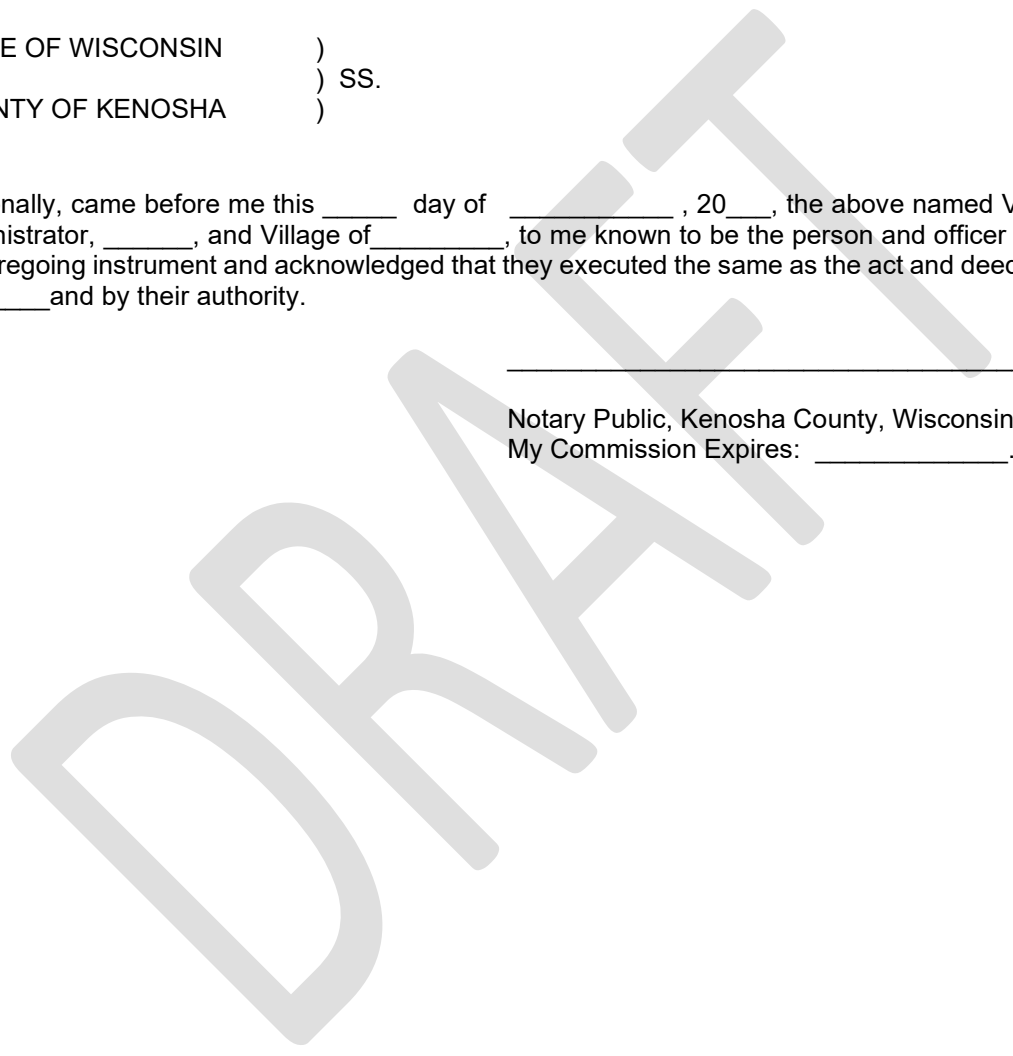 E OF WISCONSIN )
) SS.
NTY OF KENOSHA )
nally, came before me this _____ day of ___________ , 20___, the above named V
nistrator, ______, and Village of_________, to me known to be the person and officer
regoing instrument and acknowledged that they executed the same as the act and deed
____and by their authority.
__________________________________
Notary Public, Kenosha County, Wisconsin
My Commission Expires: _____________.
DRAFT